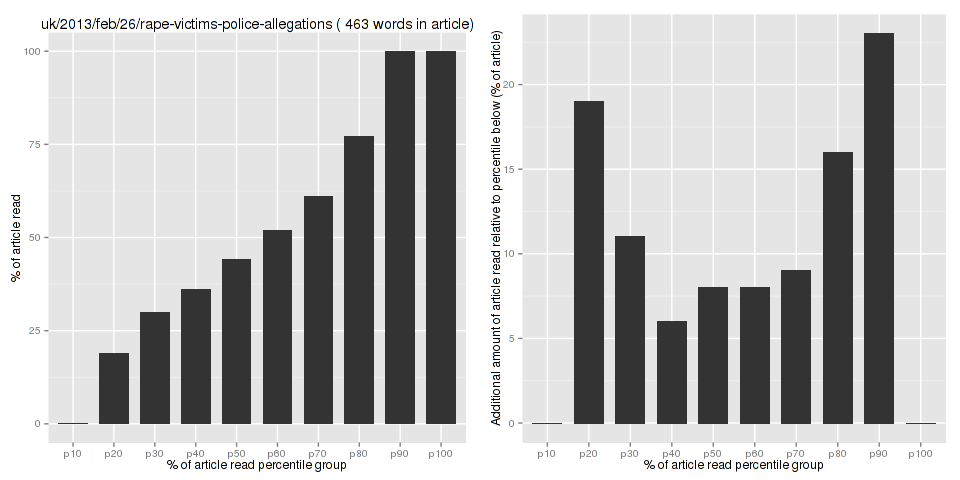 uk/2013/feb/26/rape-victims-police-allegations ( 463 words in article)
% of article read
100
75
50
25
0
p10 p20 p30 p40 p50 p60 p70 p80 p90 p100
% of article read percentile group
Additional amount of article read relative to percentile below (% of article)
20
15
10
5
0
p10 p20 p30 p40 p50 p60 p70 p80 p90 p100
% of article read percentile group